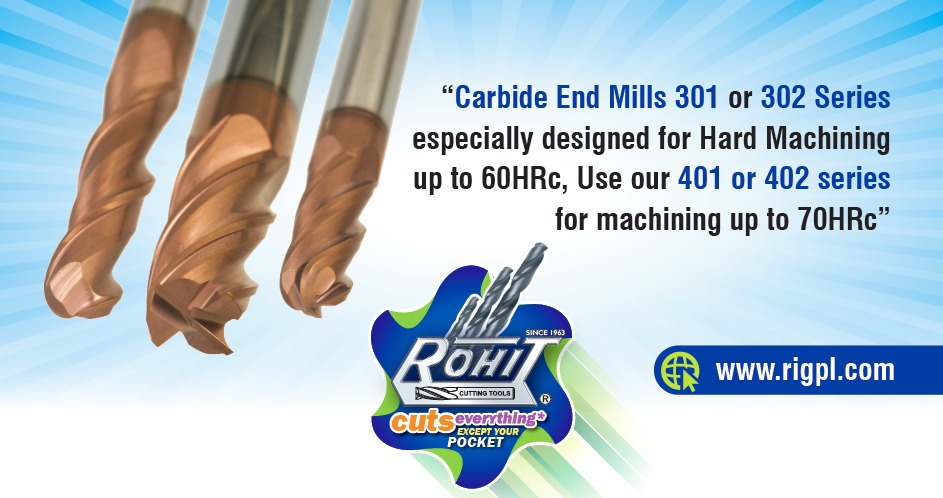 “Carbide End Mills 301 or 302 Series
especially designed for Hard Machining
up to 60HRc, Use our 401 or 402 series
for machining up to 70HRc”
SINCE 1963
ROHIT
CUTTING TOOLS ®
cuts everything*
EXCEPT YOUR
POCKET
www.rigpl.com